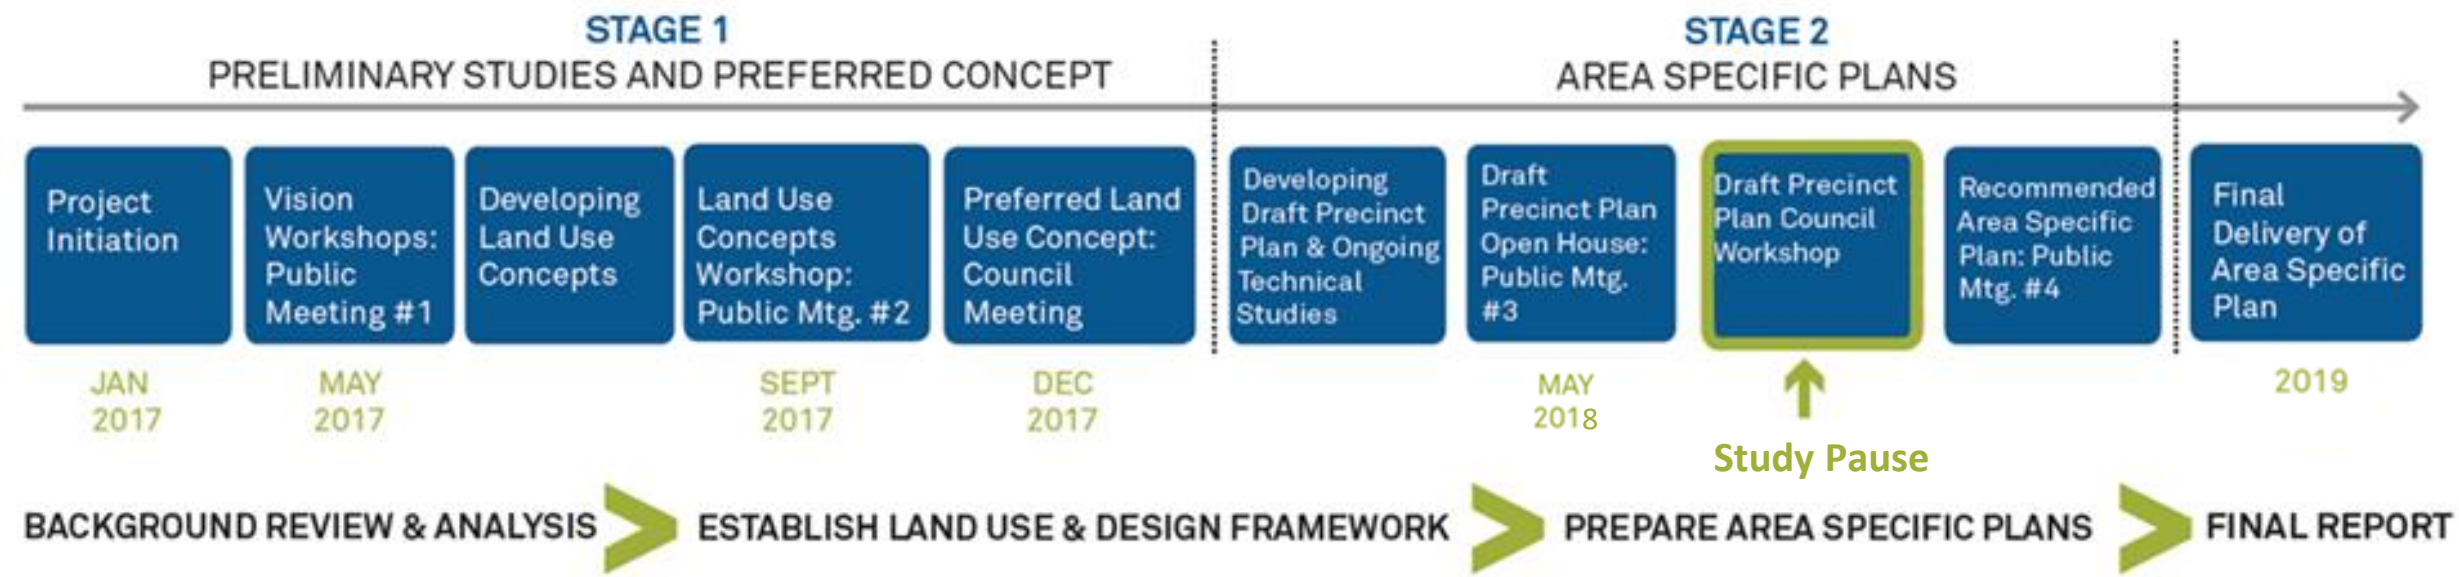 STAGE 1
PRELIMINARY STUDIES AND PREFERRED CONCEPT
STAGE 2
AREA SPECIFIC PLANS
Project
Initiation
Vision
Workshops:
Public
Meeting #1
Developing
Land Use
Concepts
Land Use
Concepts
Workshop:
Public Mtg. #2
Preferred Land
Use Concept:
Council
Meeting
Developing
Draft Precinct
Plan & Ongoing
Technical
Studies
Draft
Precinct Plan
Open House:
Public Mtg.
#3
Draft Precinct
Plan Council
Workshop
Recommended
Area Specific
Plan: Public
Mtg. #4
Final
Delivery of
Area Specific
Plan
JAN
2017
MAY
2017
SEPT
2017
DEC
2017
MAY
2018
Study Pause
2019
BACKGROUND REVIEW & ANALYSIS
ESTABLISH LAND USE & DESIGN FRAMEWORK
PREPARE AREA SPECIFIC PLANS
FINAL REPORT